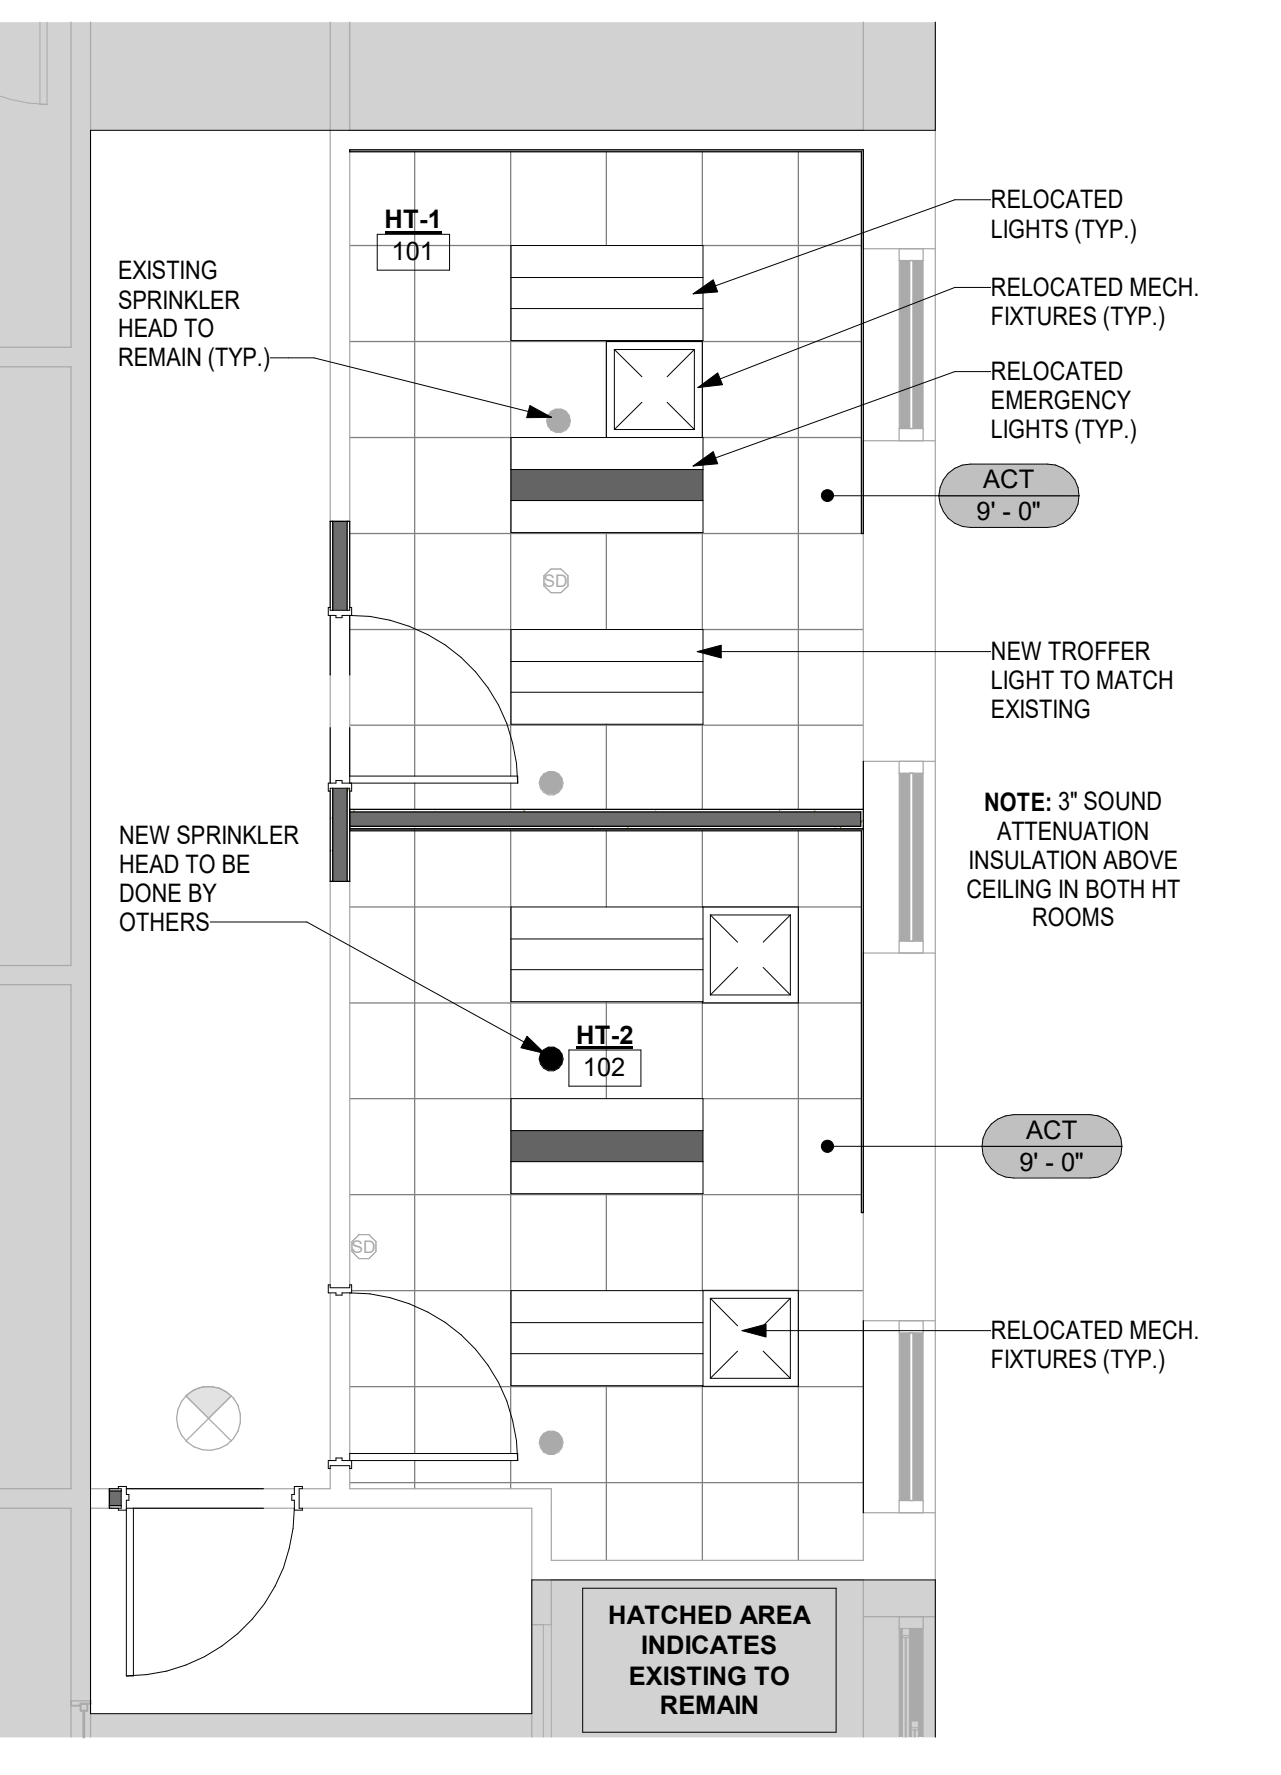 HT-1
101
EXISTING
SPRINKLER
HEAD TO
REMAIN (TYP.)
RELOCATED
LIGHTS (TYP.)
RELOCATED MECH.
FIXTURES (TYP.)
RELOCATED
EMERGENCY
LIGHTS (TYP.)
ACT
9' - 0"
SD
NEW TROFFER
LIGHT TO MATCH
EXISTING
NOTE: 3" SOUND
ATTENUATION
INSULATION ABOVE
CEILING IN BOTH HT
ROOMS
NEW SPRINKLER
HEAD TO BE
DONE BY
OTHERS
HT-2
102
ACT
9' - 0"
SD
RELOCATED MECH.
FIXTURES (TYP.)
HATCHED AREA
INDICATES
EXISTING TO
REMAIN